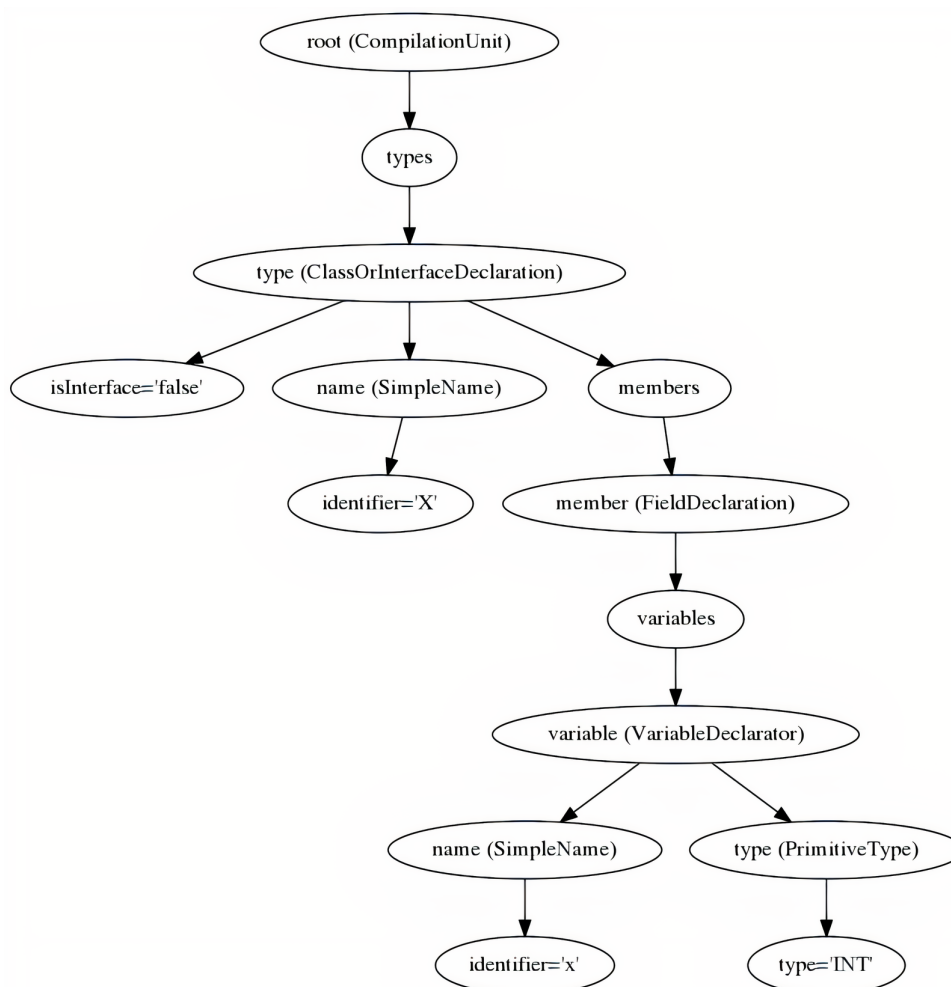 root (CompilationUnit)
types
type (ClassOrInterfaceDeclaration)
isInterface='false'
name (SimpleName)
members
identifier='X'
member (FieldDeclaration)
variables
variable (VariableDeclarator)
name (SimpleName)
type (PrimitiveType)
identifier='x'
type='INT'